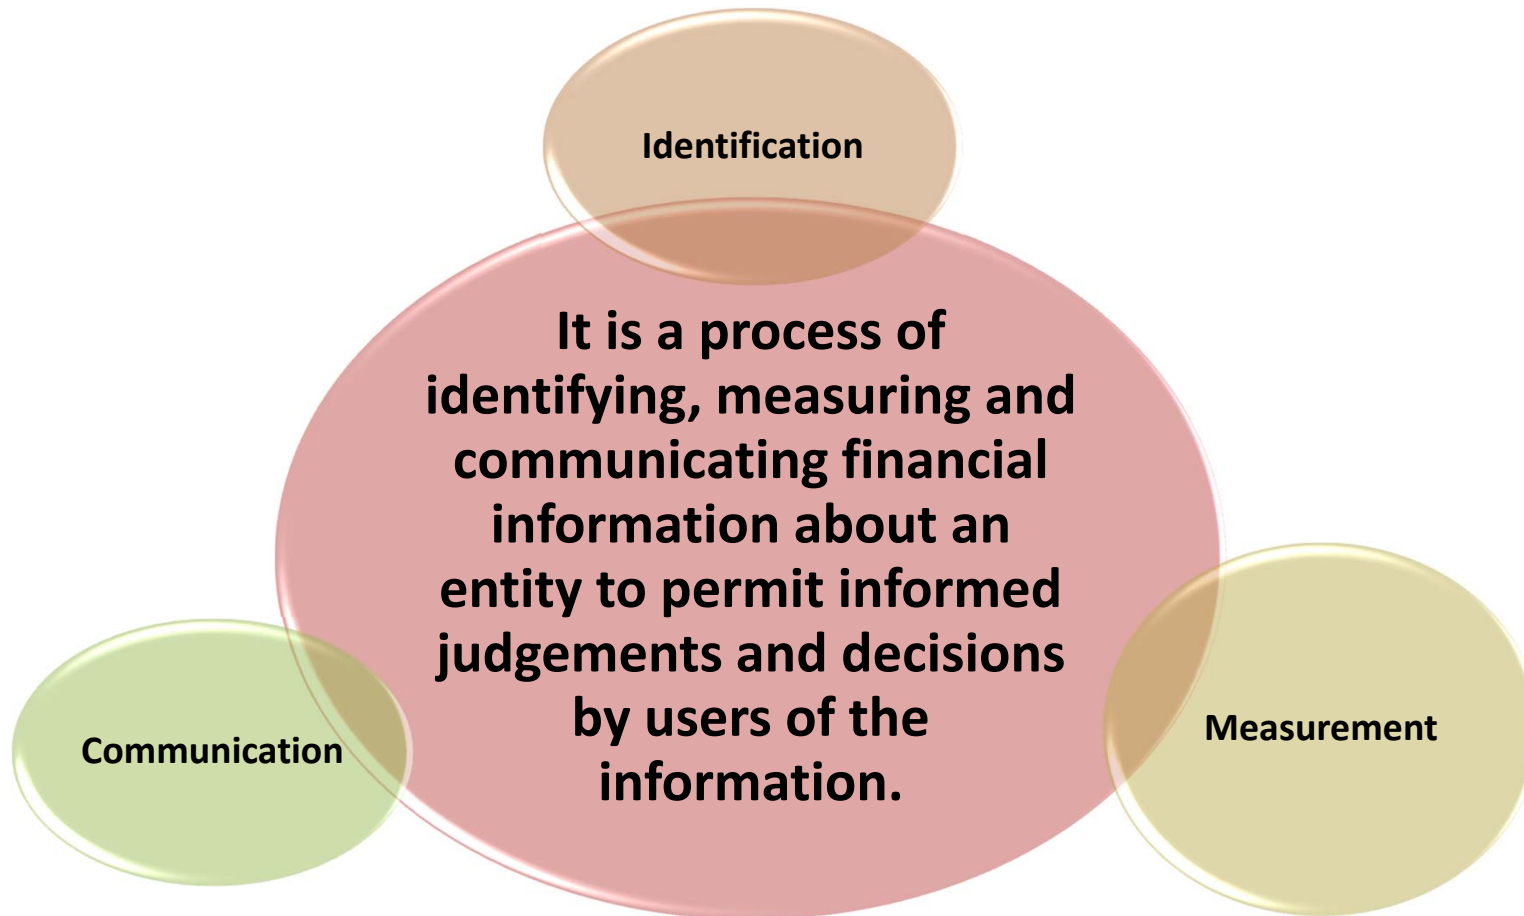 Identification
It is a process of
identifying, measuring and
communicating financial
information about an
entity to permit informed
judgements and decisions
by users of the
information.
Measurement
Communication